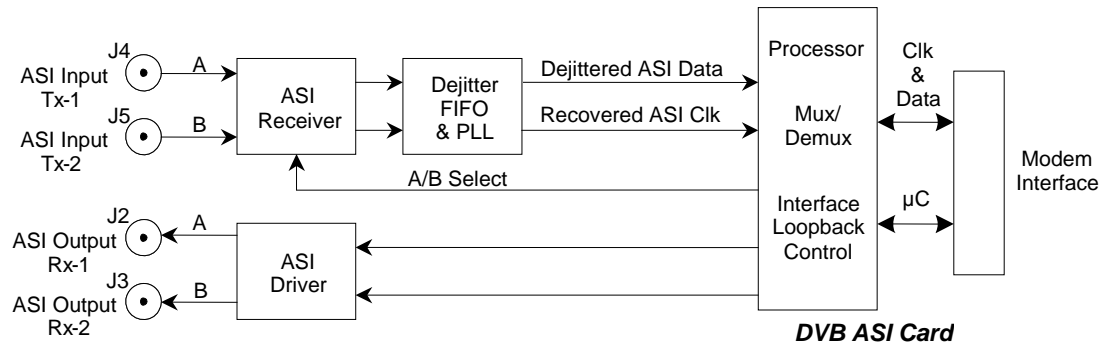 J4
A
ASI Input
Tx-1
J5
B
ASI Input
Tx-2
ASI
Receiver
Dejitter
FIFO
& PLL
Dejittered ASI Data
Recovered ASI Clk
A/B Select
Processor
Mux/
Demux
Interface
Loopback
Control
Clk
&
Data
µC
Modem
Interface
J2
A
ASI Output
Rx-1
J3
B
ASI Output
Rx-2
ASI
Driver
DVB ASI Card